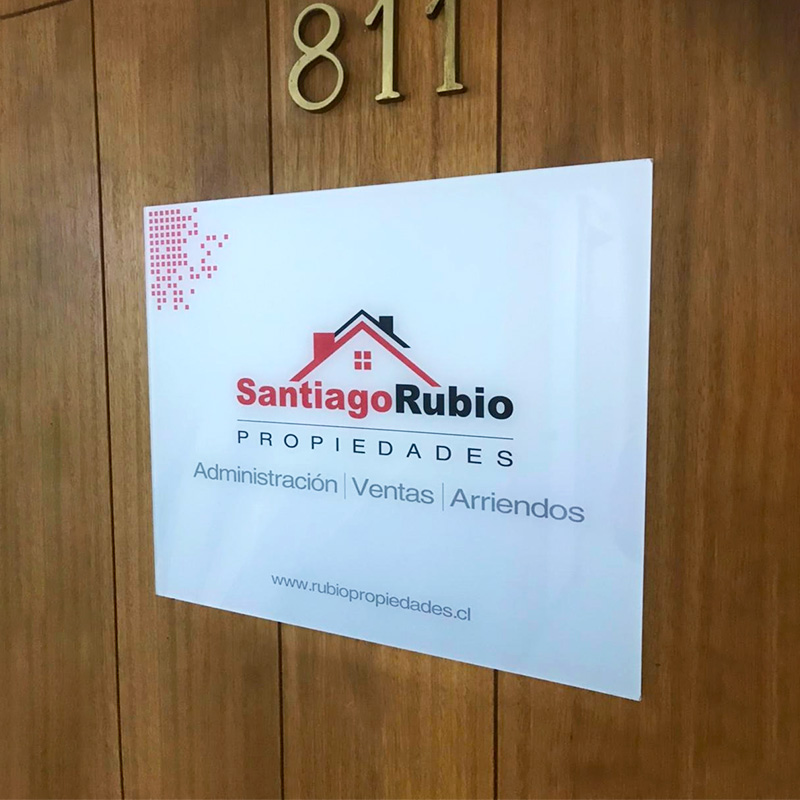 811
SantiagoRubio
PROPIEDADES
Administración | Ventas | Arriendos
www.rubiopropiedades.cl